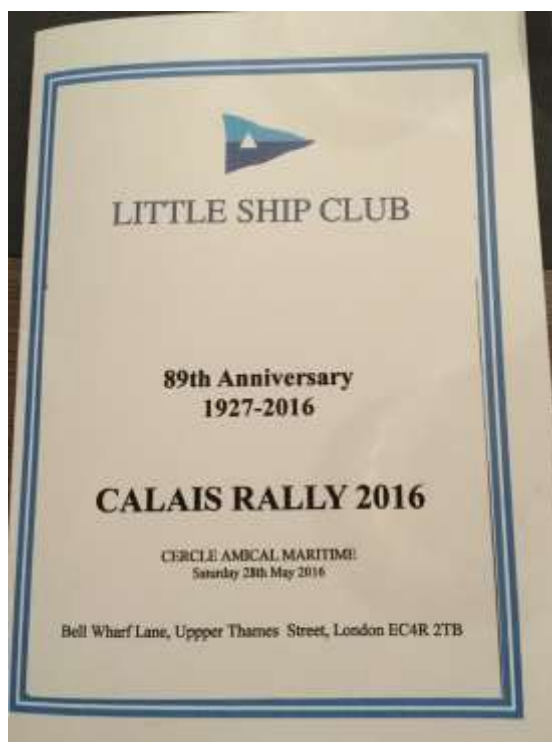 LITTLE SHIP CLUB
89th Anniversary
1927-2016
CALAIS RALLY 2016
CERCLE AMICAL MARITIME
Saturday 28th May 2016
Bell Wharf Lane, Uppper Thames Street, London EC4R 2TB